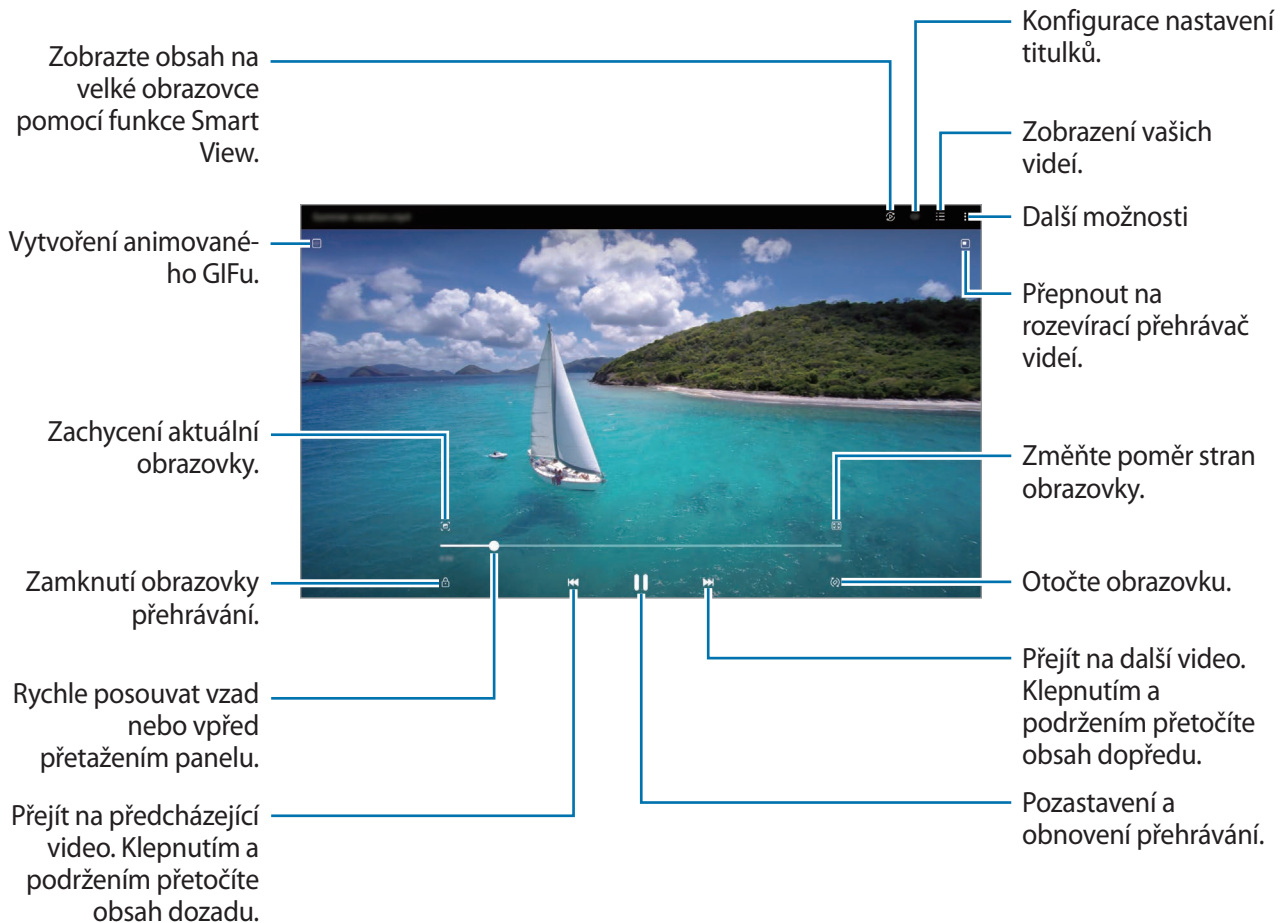 Zobrazte obsah na
velké obrazovce
pomocí funkce Smart
View.
Vytvoření animované-
ho GIFu.
Zachycení aktuální
obrazovky.
Zamknutí obrazovky
přehrávání.
Rychle posouvat vzad
nebo vpřed
přetažením panelu.
Přejít na předcházející
video. Klepnutím a
podržením přetočíte
obsah dozadu.
Konfigurace nastavení
titulků.
Zobrazení vašich
videí.
Další možnosti
Přepnout na
rozevírací přehrávač
videí.
Změňte poměr stran
obrazovky.
Otočte obrazovku.
Přejít na další video.
Klepnutím a
podržením přetočíte
obsah dopředu.
Pozastavení a
obnovení přehrávání.